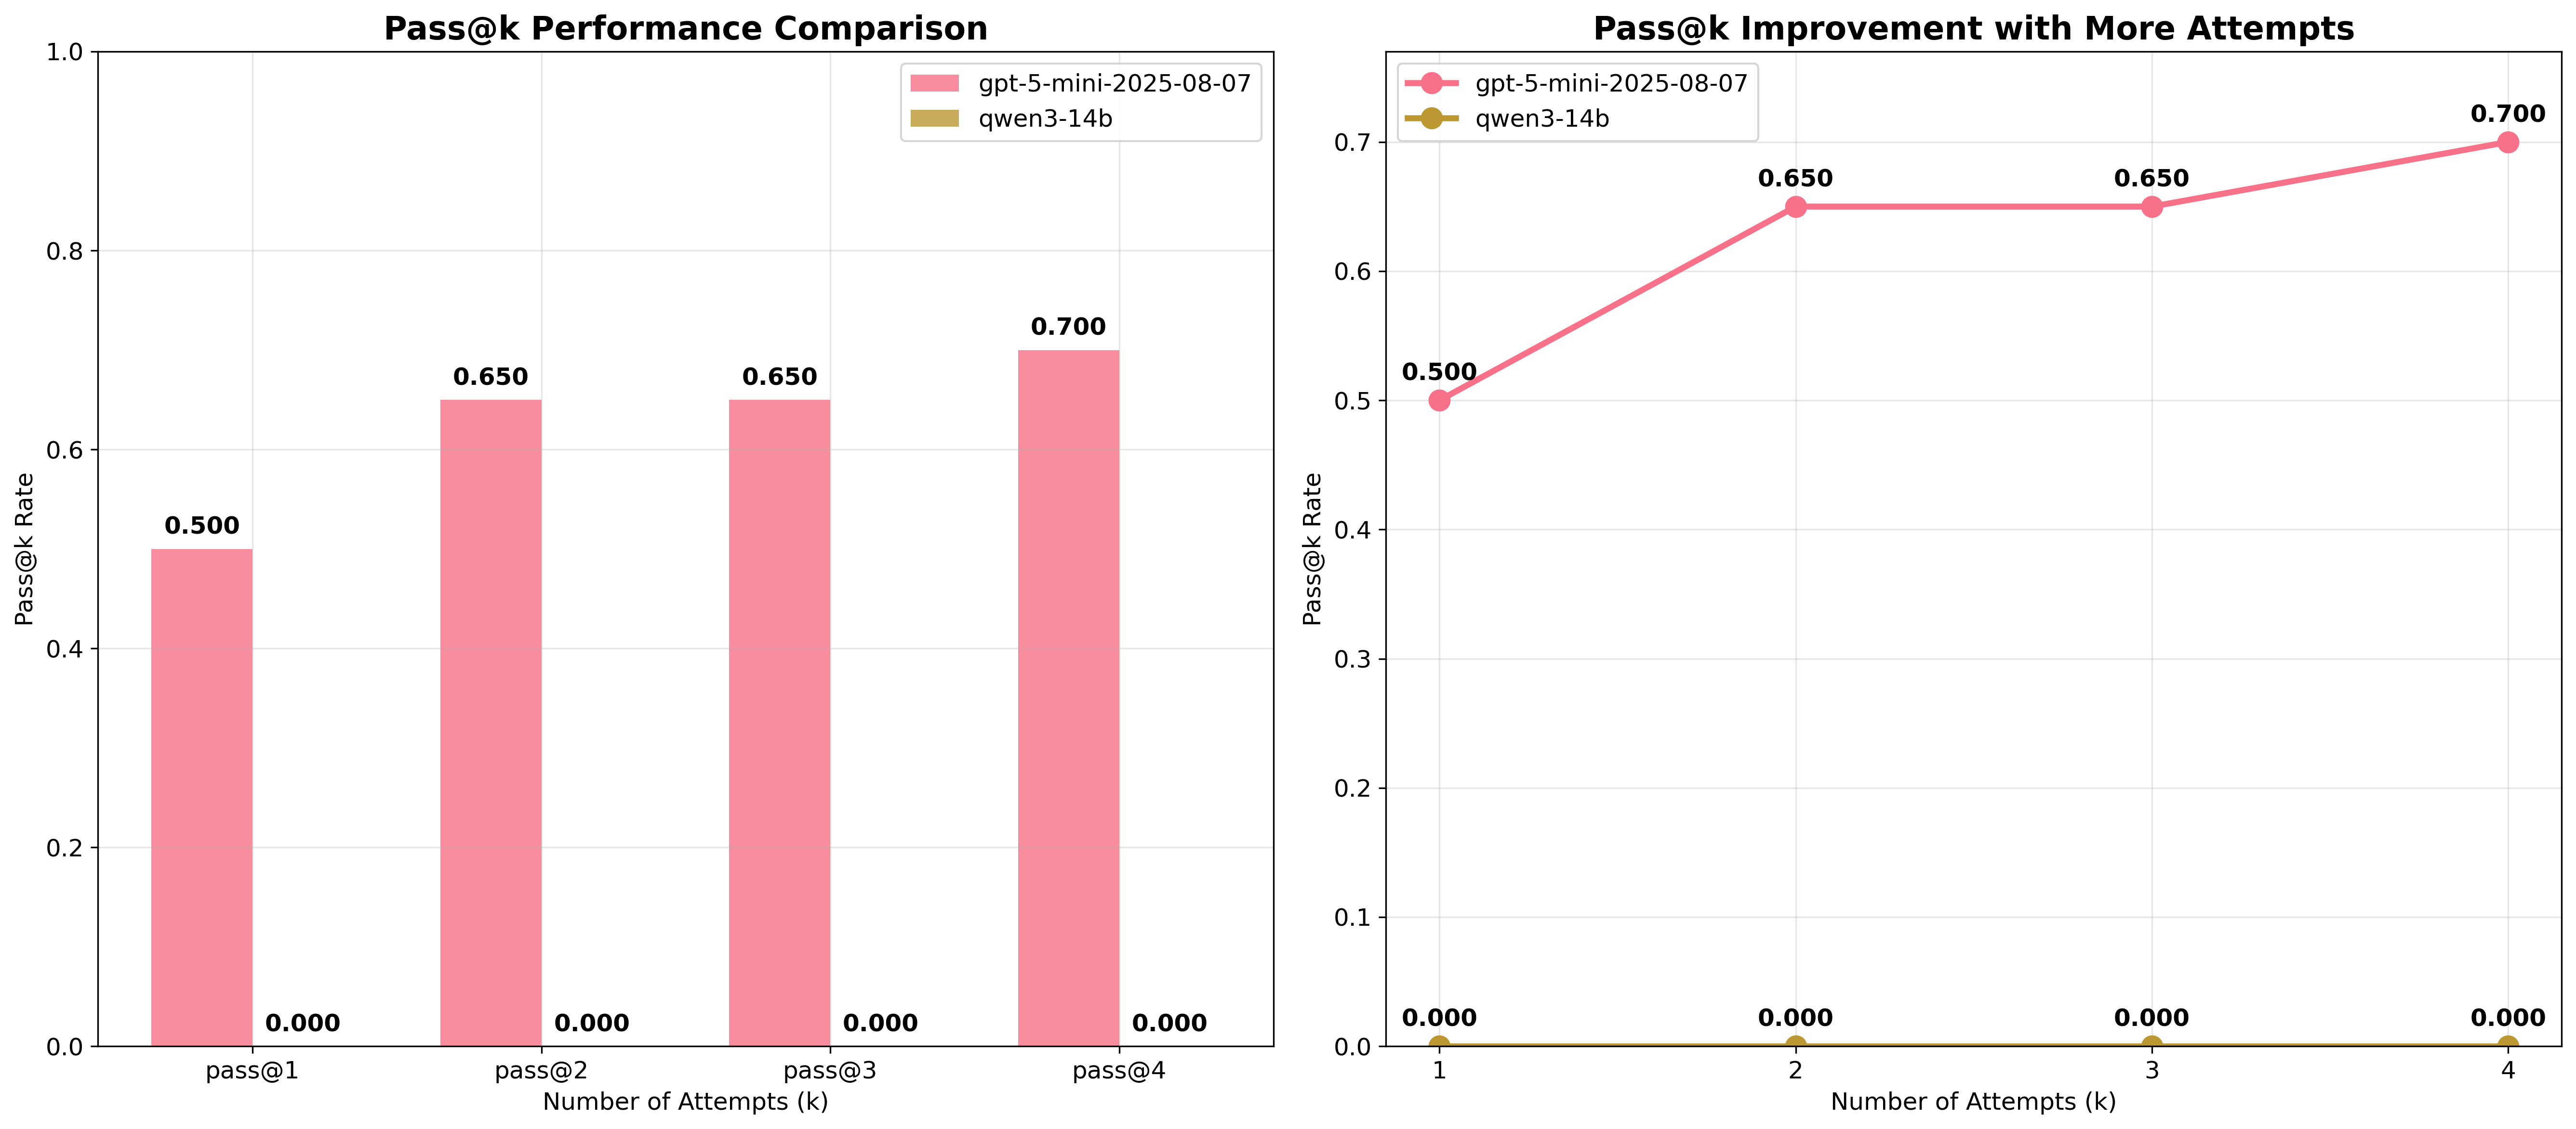 Pass@k Performance Comparison
gpt-5-mini-2025-08-07
qwen3-14b
Pass@k Rate
1.0
0.8
0.6
0.4
0.2
0.0
0.500
0.000
0.650
0.000
0.650
0.000
0.700
0.000
pass@1
pass@2
pass@3
pass@4
Number of Attempts (k)
Pass@k Improvement with More Attempts
gpt-5-mini-2025-08-07
qwen3-14b
Pass@k Rate
0.7
0.6
0.5
0.4
0.3
0.2
0.1
0.0
0.500
0.650
0.650
0.700
0.000
0.000
0.000
0.000
1
2
3
4
Number of Attempts (k)